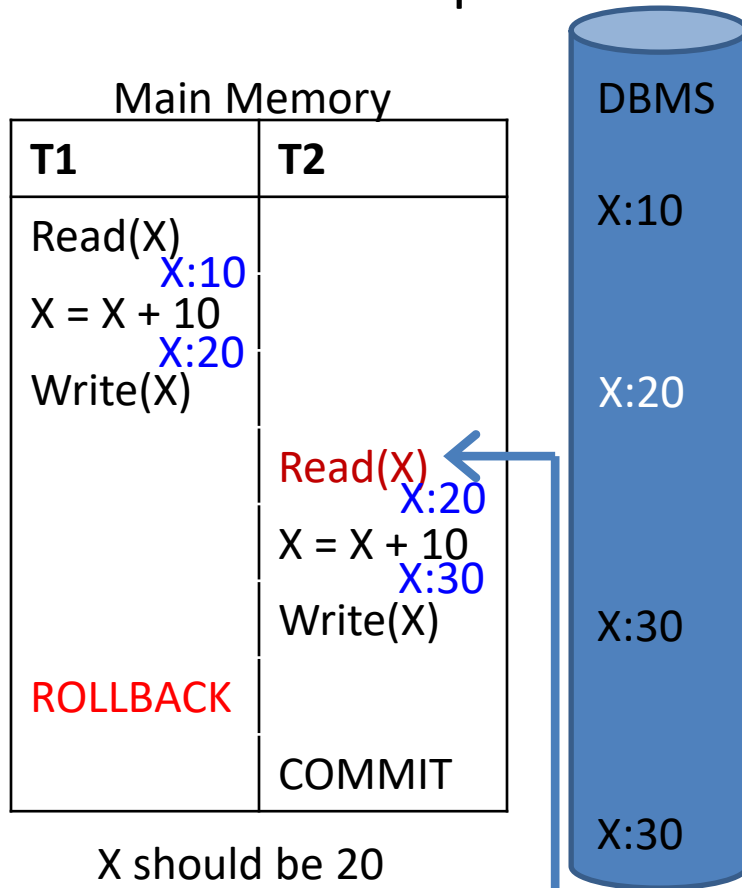 Main Memory
DBMS
T1 T2
X:10
Read(X)
X:10
X = X + 10
X:20
Write(X)
X:20
Read(X)
X:20
X = X + 10
X:30
Write(X)
X:30
ROLLBACK
COMMIT
X:30
X should be 20